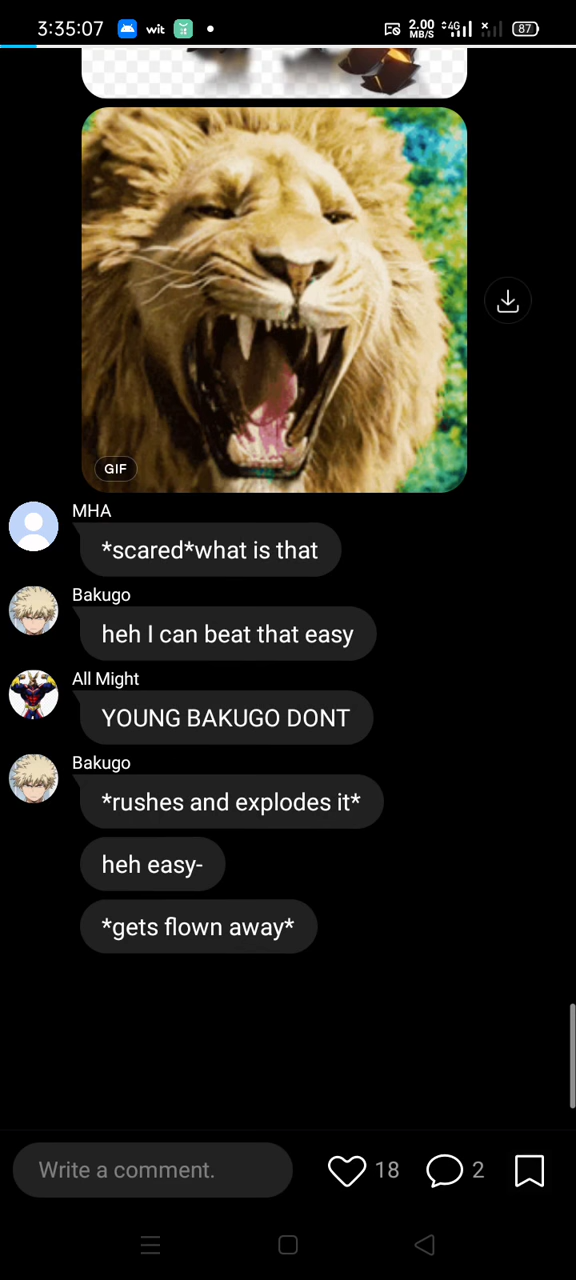 3:35:07 wit 2.00 MB/S 4G 87
GIF
MHA
*scared*what is that
Bakugo
heh I can beat that easy
All Might
YOUNG BAKUGO DONT
Bakugo
*rushes and explodes it*
heh easy-
*gets flown away*
Write a comment. 18 2